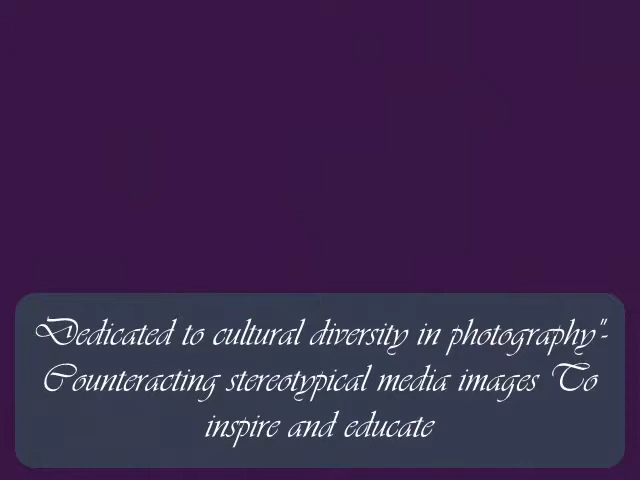 Dedicated to cultural diversity in photography"-
Counteracting stereotypical media images To
inspire and educate